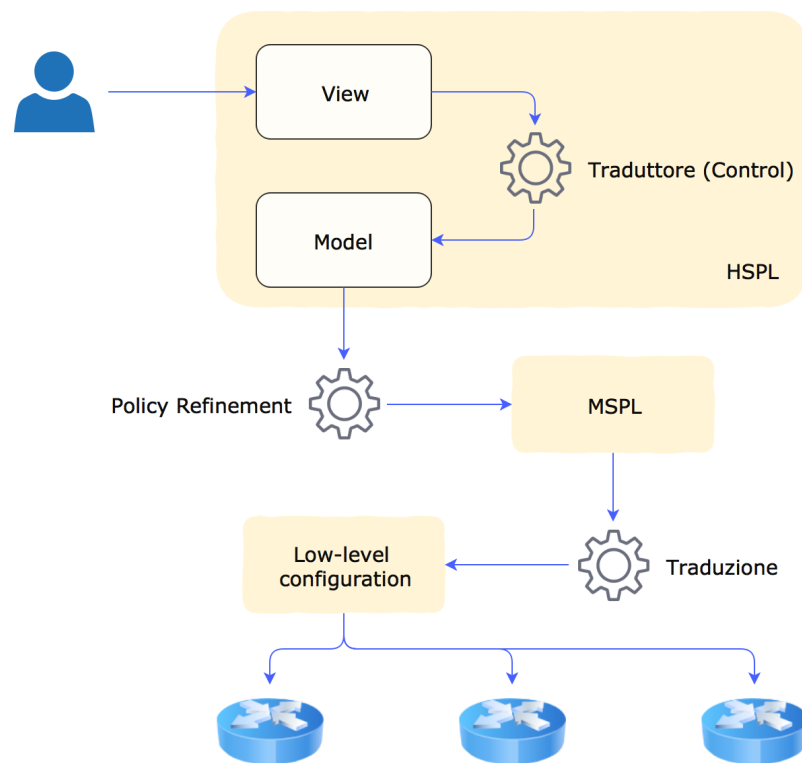 View
Traduttore (Control)
Model
HSPL
Policy Refinement
MSPL
Low-level
configuration
Traduzione